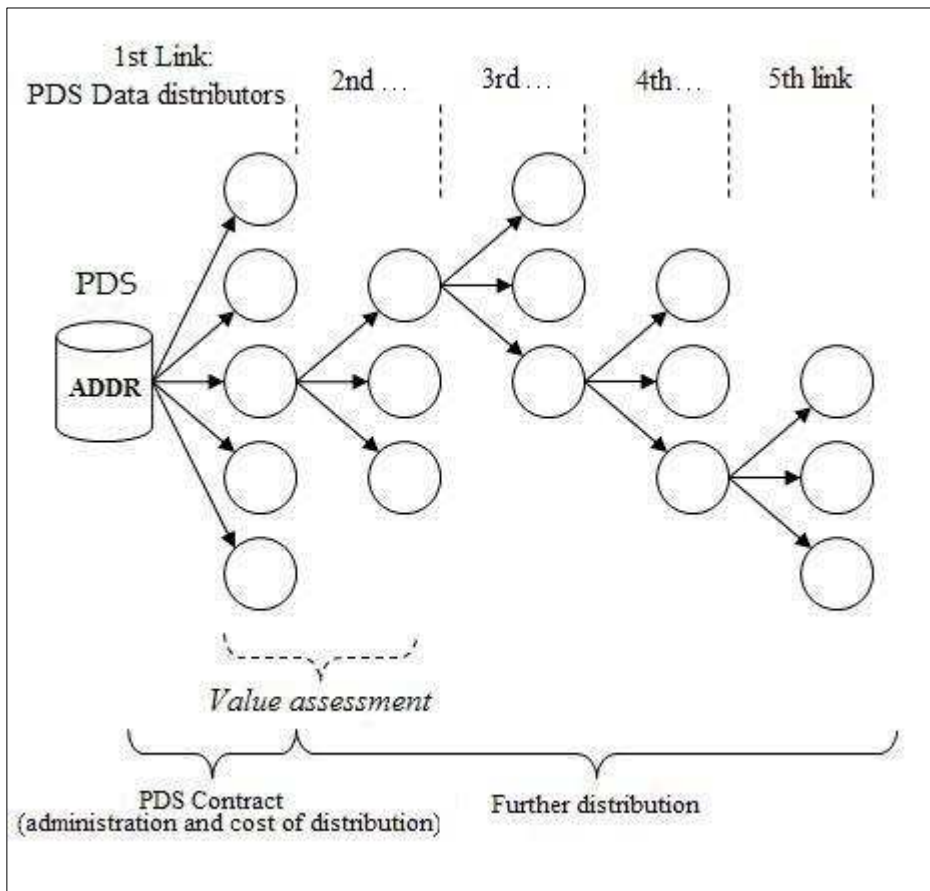 1st Link:
PDS Data distributors
2nd …
3rd …
4th …
5th link
PDS
ADDR
Value assessment
PDS Contract
(administration and cost of distribution)
Further distribution